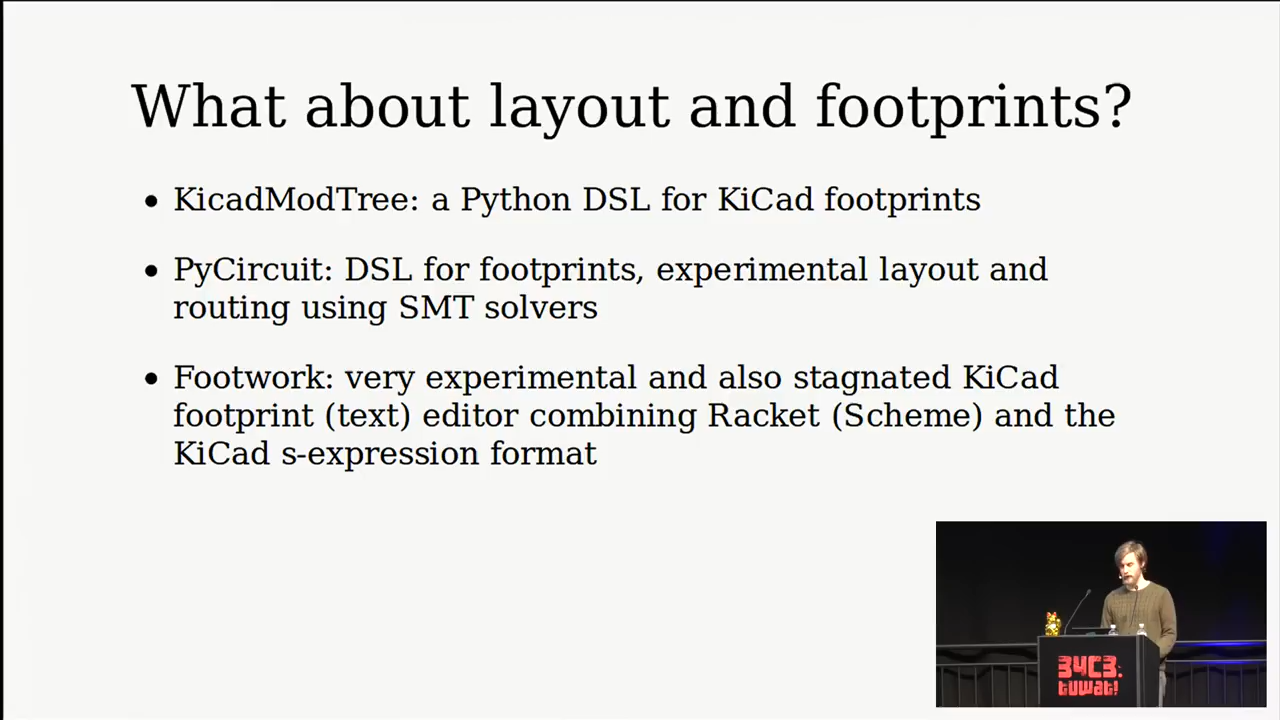 What about layout and footprints?
• KicadModTree: a Python DSL for KiCad footprints
• PyCircuit: DSL for footprints, experimental layout and
routing using SMT solvers
• Footwork: very experimental and also stagnated KiCad
footprint (text) editor combining Racket (Scheme) and the
KiCad s-expression format
34C3:
tuwat!